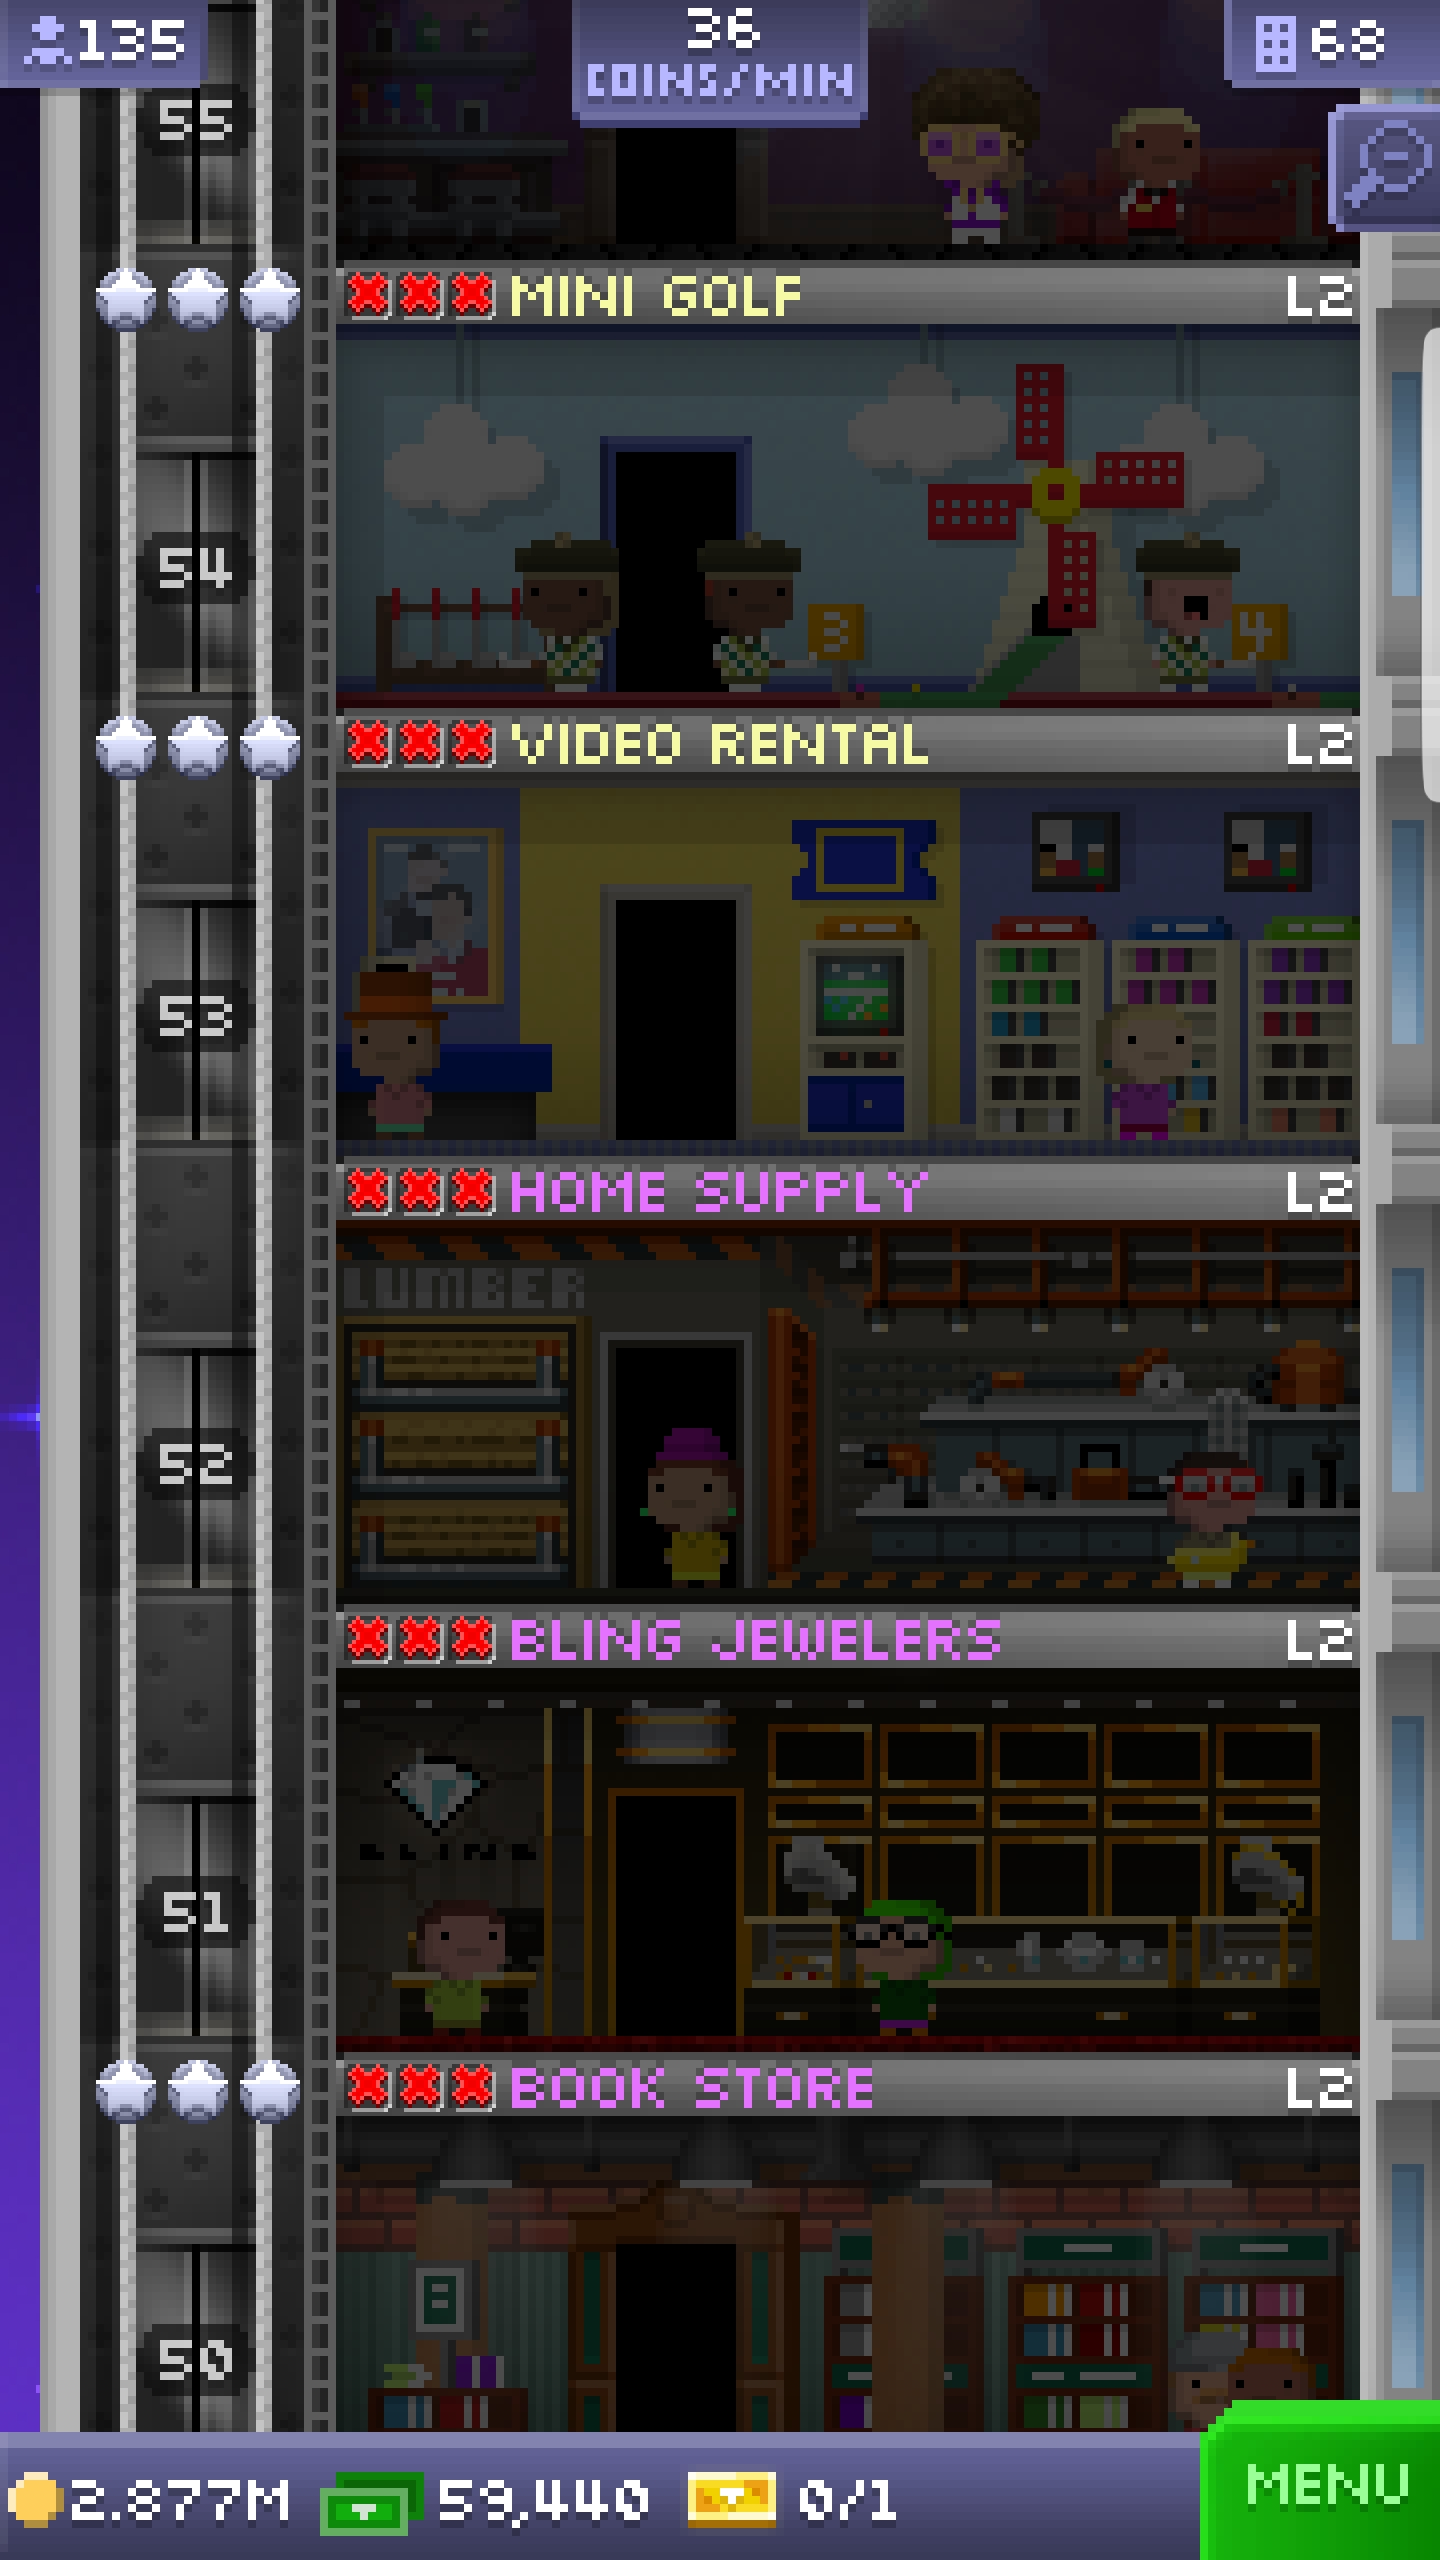 135
36
COINS/MIN
68
55
MINI GOLF L2
54
3
4
VIDEO RENTAL L2
53
HOME SUPPLY L2
LUMBER
52
BLING JEWELERS L2
BLING
51
BOOK STORE L2
50
2.877M 59,440 0/1
MENU